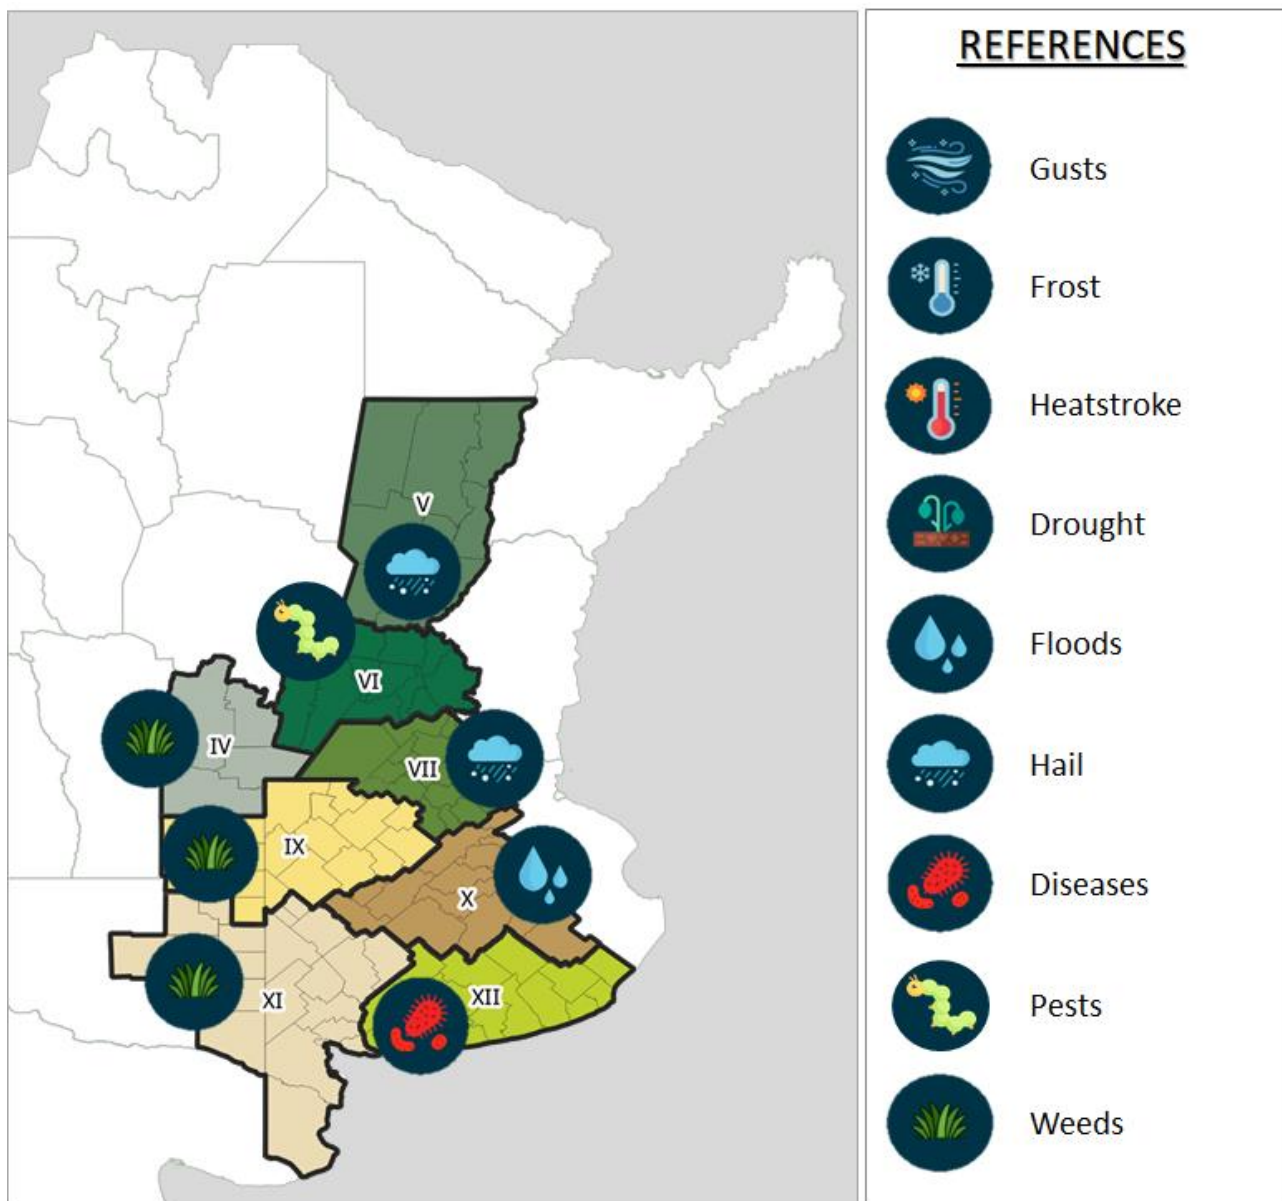 REFERENCES
Gusts
Frost
Heatstroke
Drought
Floods
Hail
Diseases
Pests
Weeds
V
VI
IV
VII
IX
X
XI
XII